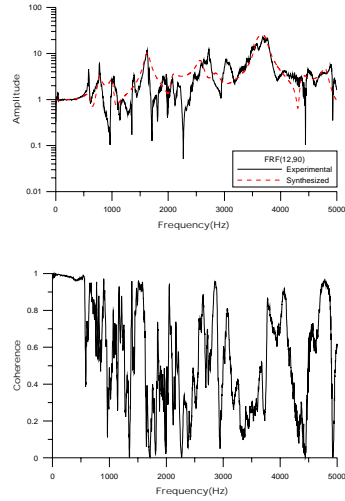 100
10
1
0.1
0.01
Amplitude
FRF(12,90)
Experimental
Synthesized
0 1000 2000 3000 4000 5000
Frequency(Hz)
1
0.8
0.6
0.4
0.2
0
Coherence
0 1000 2000 3000 4000 5000
Frequency(Hz)